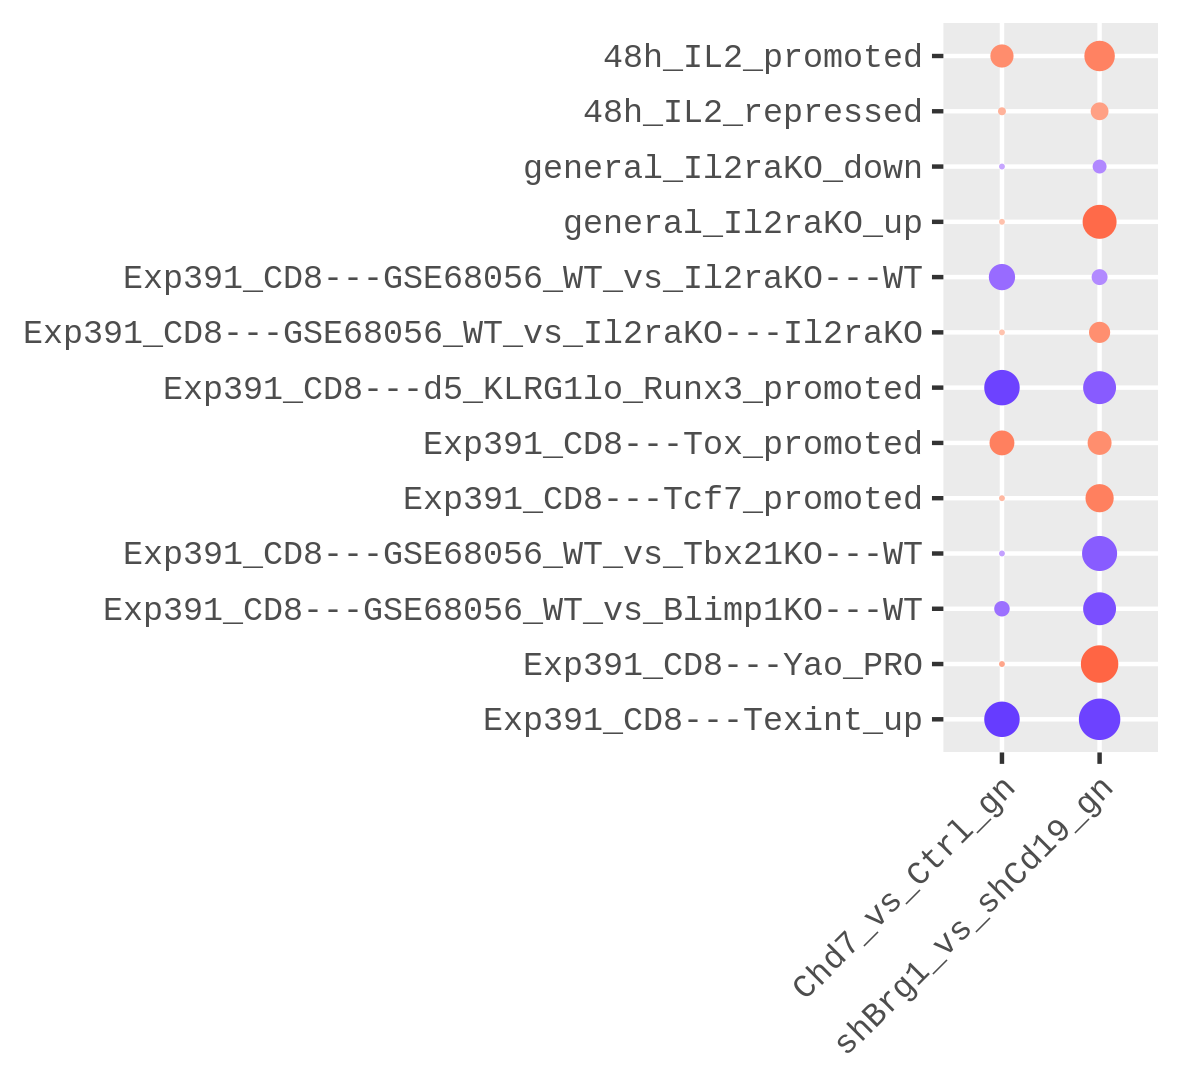 48h_IL2_promoted
48h_IL2_repressed
general_Il2raKO_down
general_Il2raKO_up
Exp391_CD8---GSE68056_WT_vs_Il2raKO---WT
Exp391_CD8---GSE68056_WT_vs_Il2raKO---Il2raKO
Exp391_CD8---d5_KLRG1lo_Runx3_promoted
Exp391_CD8---Tox_promoted
Exp391_CD8---Tcf7_promoted
Exp391_CD8---GSE68056_WT_vs_Tbx21KO---WT
Exp391_CD8---GSE68056_WT_vs_Blimp1KO---WT
Exp391_CD8---Yao_PRO
Exp391_CD8---Texint_up
Chd7_vs_Ctrl_gn
shBrg1_vs_shCd19_gn